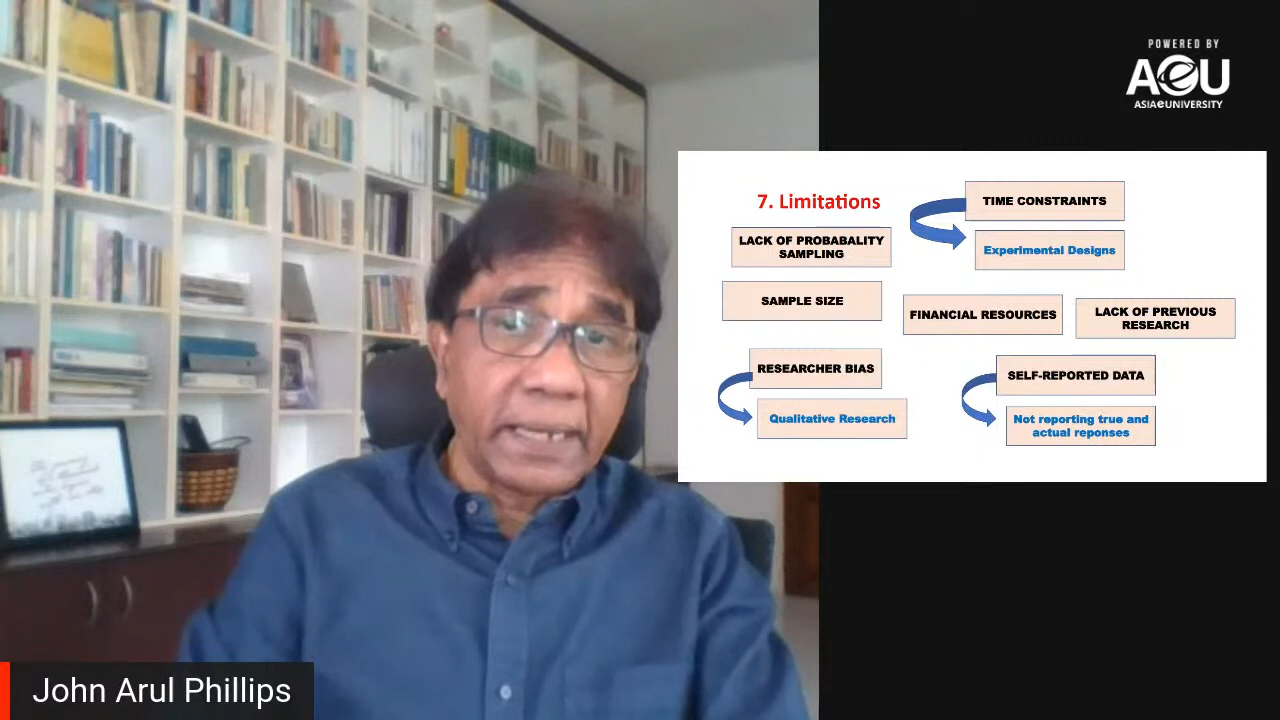 POWERED BY
AeU
ASIAeUNIVERSITY
7. Limitations
TIME CONSTRAINTS
Experimental Designs
LACK OF PROBABALITY
SAMPLING
SAMPLE SIZE
FINANCIAL RESOURCES
LACK OF PREVIOUS
RESEARCH
RESEARCHER BIAS
Qualitative Research
SELF-REPORTED DATA
Not reporting true and
actual reponses
John Arul Phillips